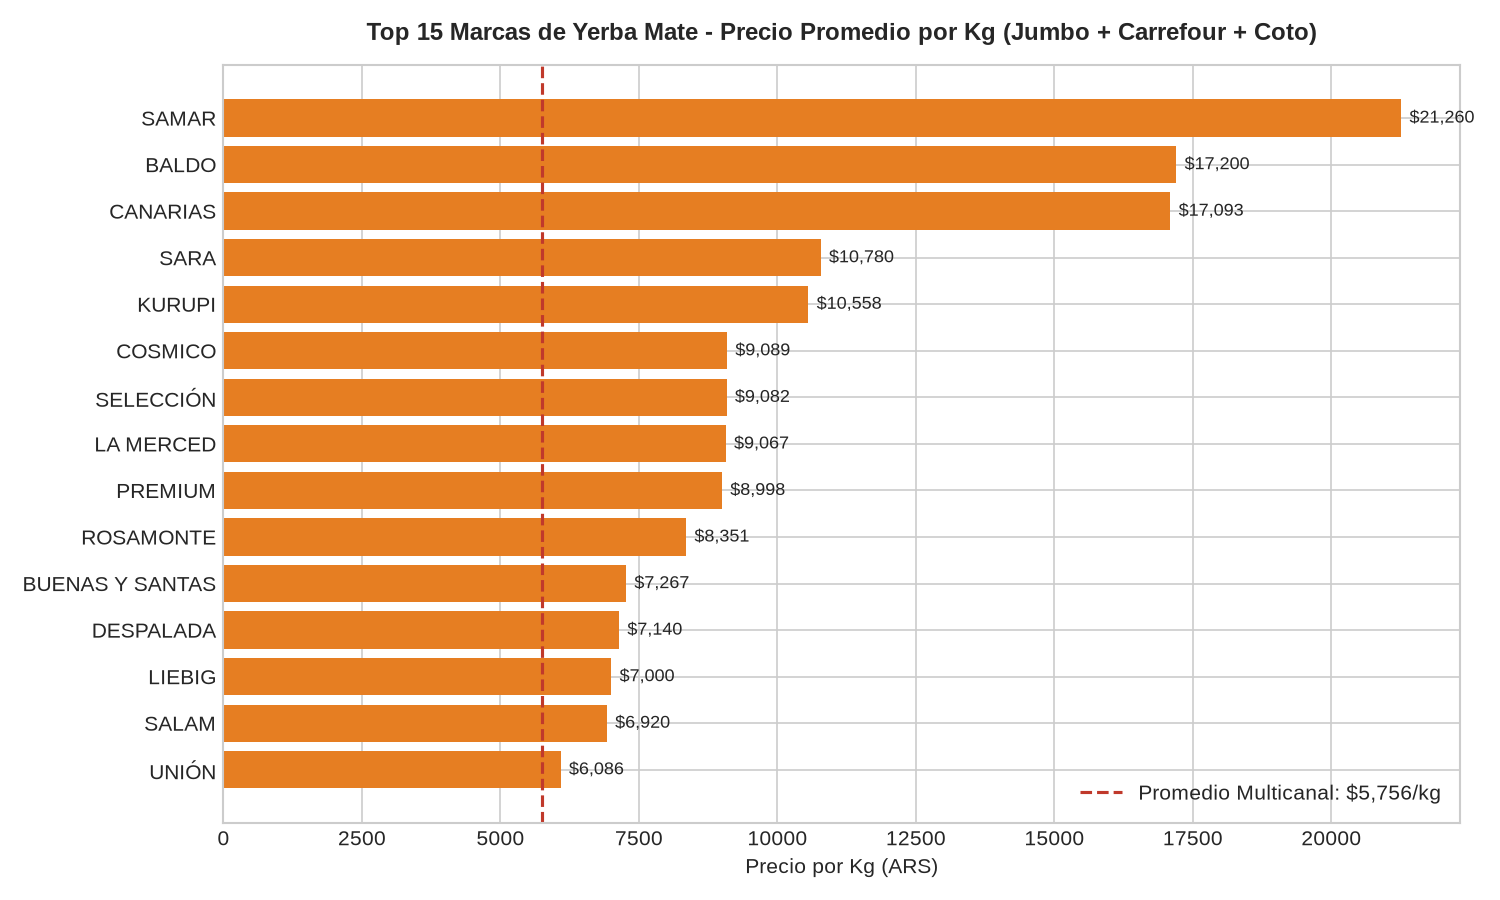 Top 15 Marcas de Yerba Mate - Precio Promedio por Kg (Jumbo + Carrefour + Coto)
SAMAR $21,260
BALDO $17,200
CANARIAS $17,093
SARA $10,780
KURUPI $10,558
COSMICO $9,089
SELECCIÓN $9,082
LA MERCED $9,067
PREMIUM $8,998
ROSAMONTE $8,351
BUENAS Y SANTAS $7,267
DESPALADA $7,140
LIEBIG $7,000
SALAM $6,920
UNIÓN $6,086
Promedio Multicanal: $5,756/kg
0 2500 5000 7500 10000 12500 15000 17500 20000
Precio por Kg (ARS)